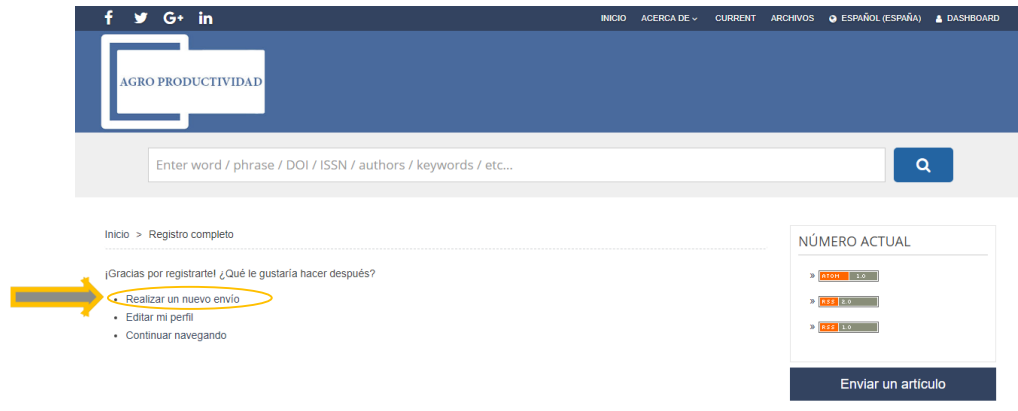 INICIO ACERCA DE CURRENT ARCHIVOS ESPAÑOL (ESPAÑA) DASHBOARD
AGRO PRODUCTIVIDAD
Enter word / phrase / DOI / ISSN / authors / keywords / etc...
Inicio > Registro completo
¡Gracias por registrarte! ¿Qué le gustaría hacer después?
• Realizar un nuevo envío
• Editar mi perfil
• Continuar navegando
NÚMERO ACTUAL
» ATOM 1.0
» RSS 2.0
» RSS 1.0
Enviar un artículo